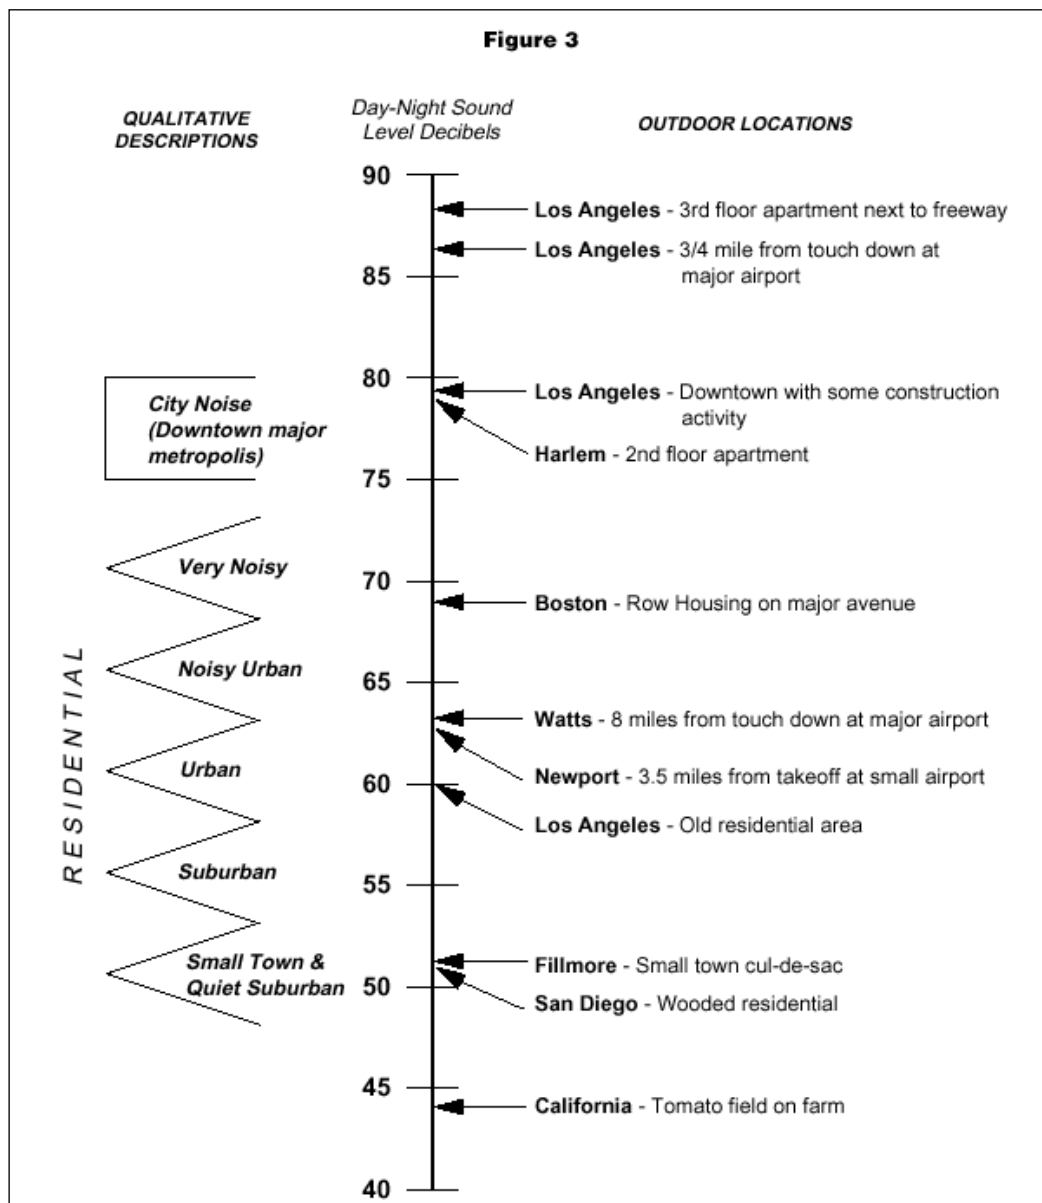 Figure 3
QUALITATIVE
DESCRIPTIONS
Day-Night Sound
Level Decibels
OUTDOOR LOCATIONS
90
Los Angeles - 3rd floor apartment next to freeway
Los Angeles - 3/4 mile from touch down at
major airport
85
80
Los Angeles - Downtown with some construction
activity
City Noise
(Downtown major
metropolis)
Harlem - 2nd floor apartment
75
Very Noisy
70
Boston - Row Housing on major avenue
RESIDENTIAL
Noisy Urban
65
Watts - 8 miles from touch down at major airport
Urban
Newport - 3.5 miles from takeoff at small airport
60
Los Angeles - Old residential area
Suburban
55
Small Town &
Quiet Suburban
Fillmore - Small town cul-de-sac
50
San Diego - Wooded residential
45
California - Tomato field on farm
40